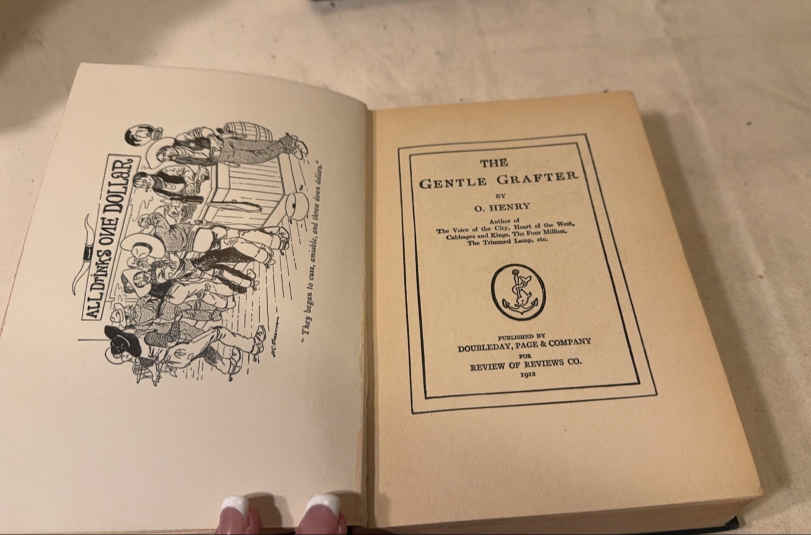 ALL DRINKS ONE DOLLAR
"They began to cuss, amiable, and throw down dollars."
THE
GENTLE GRAFTER
BY
O. HENRY
Author of
The Voice of the City, Heart of the West,
Cabbages and Kings, The Four Million,
The Trimmed Lamp, etc.
PUBLISHED BY
DOUBLEDAY, PAGE & COMPANY
FOR
REVIEW OF REVIEWS CO.
1912